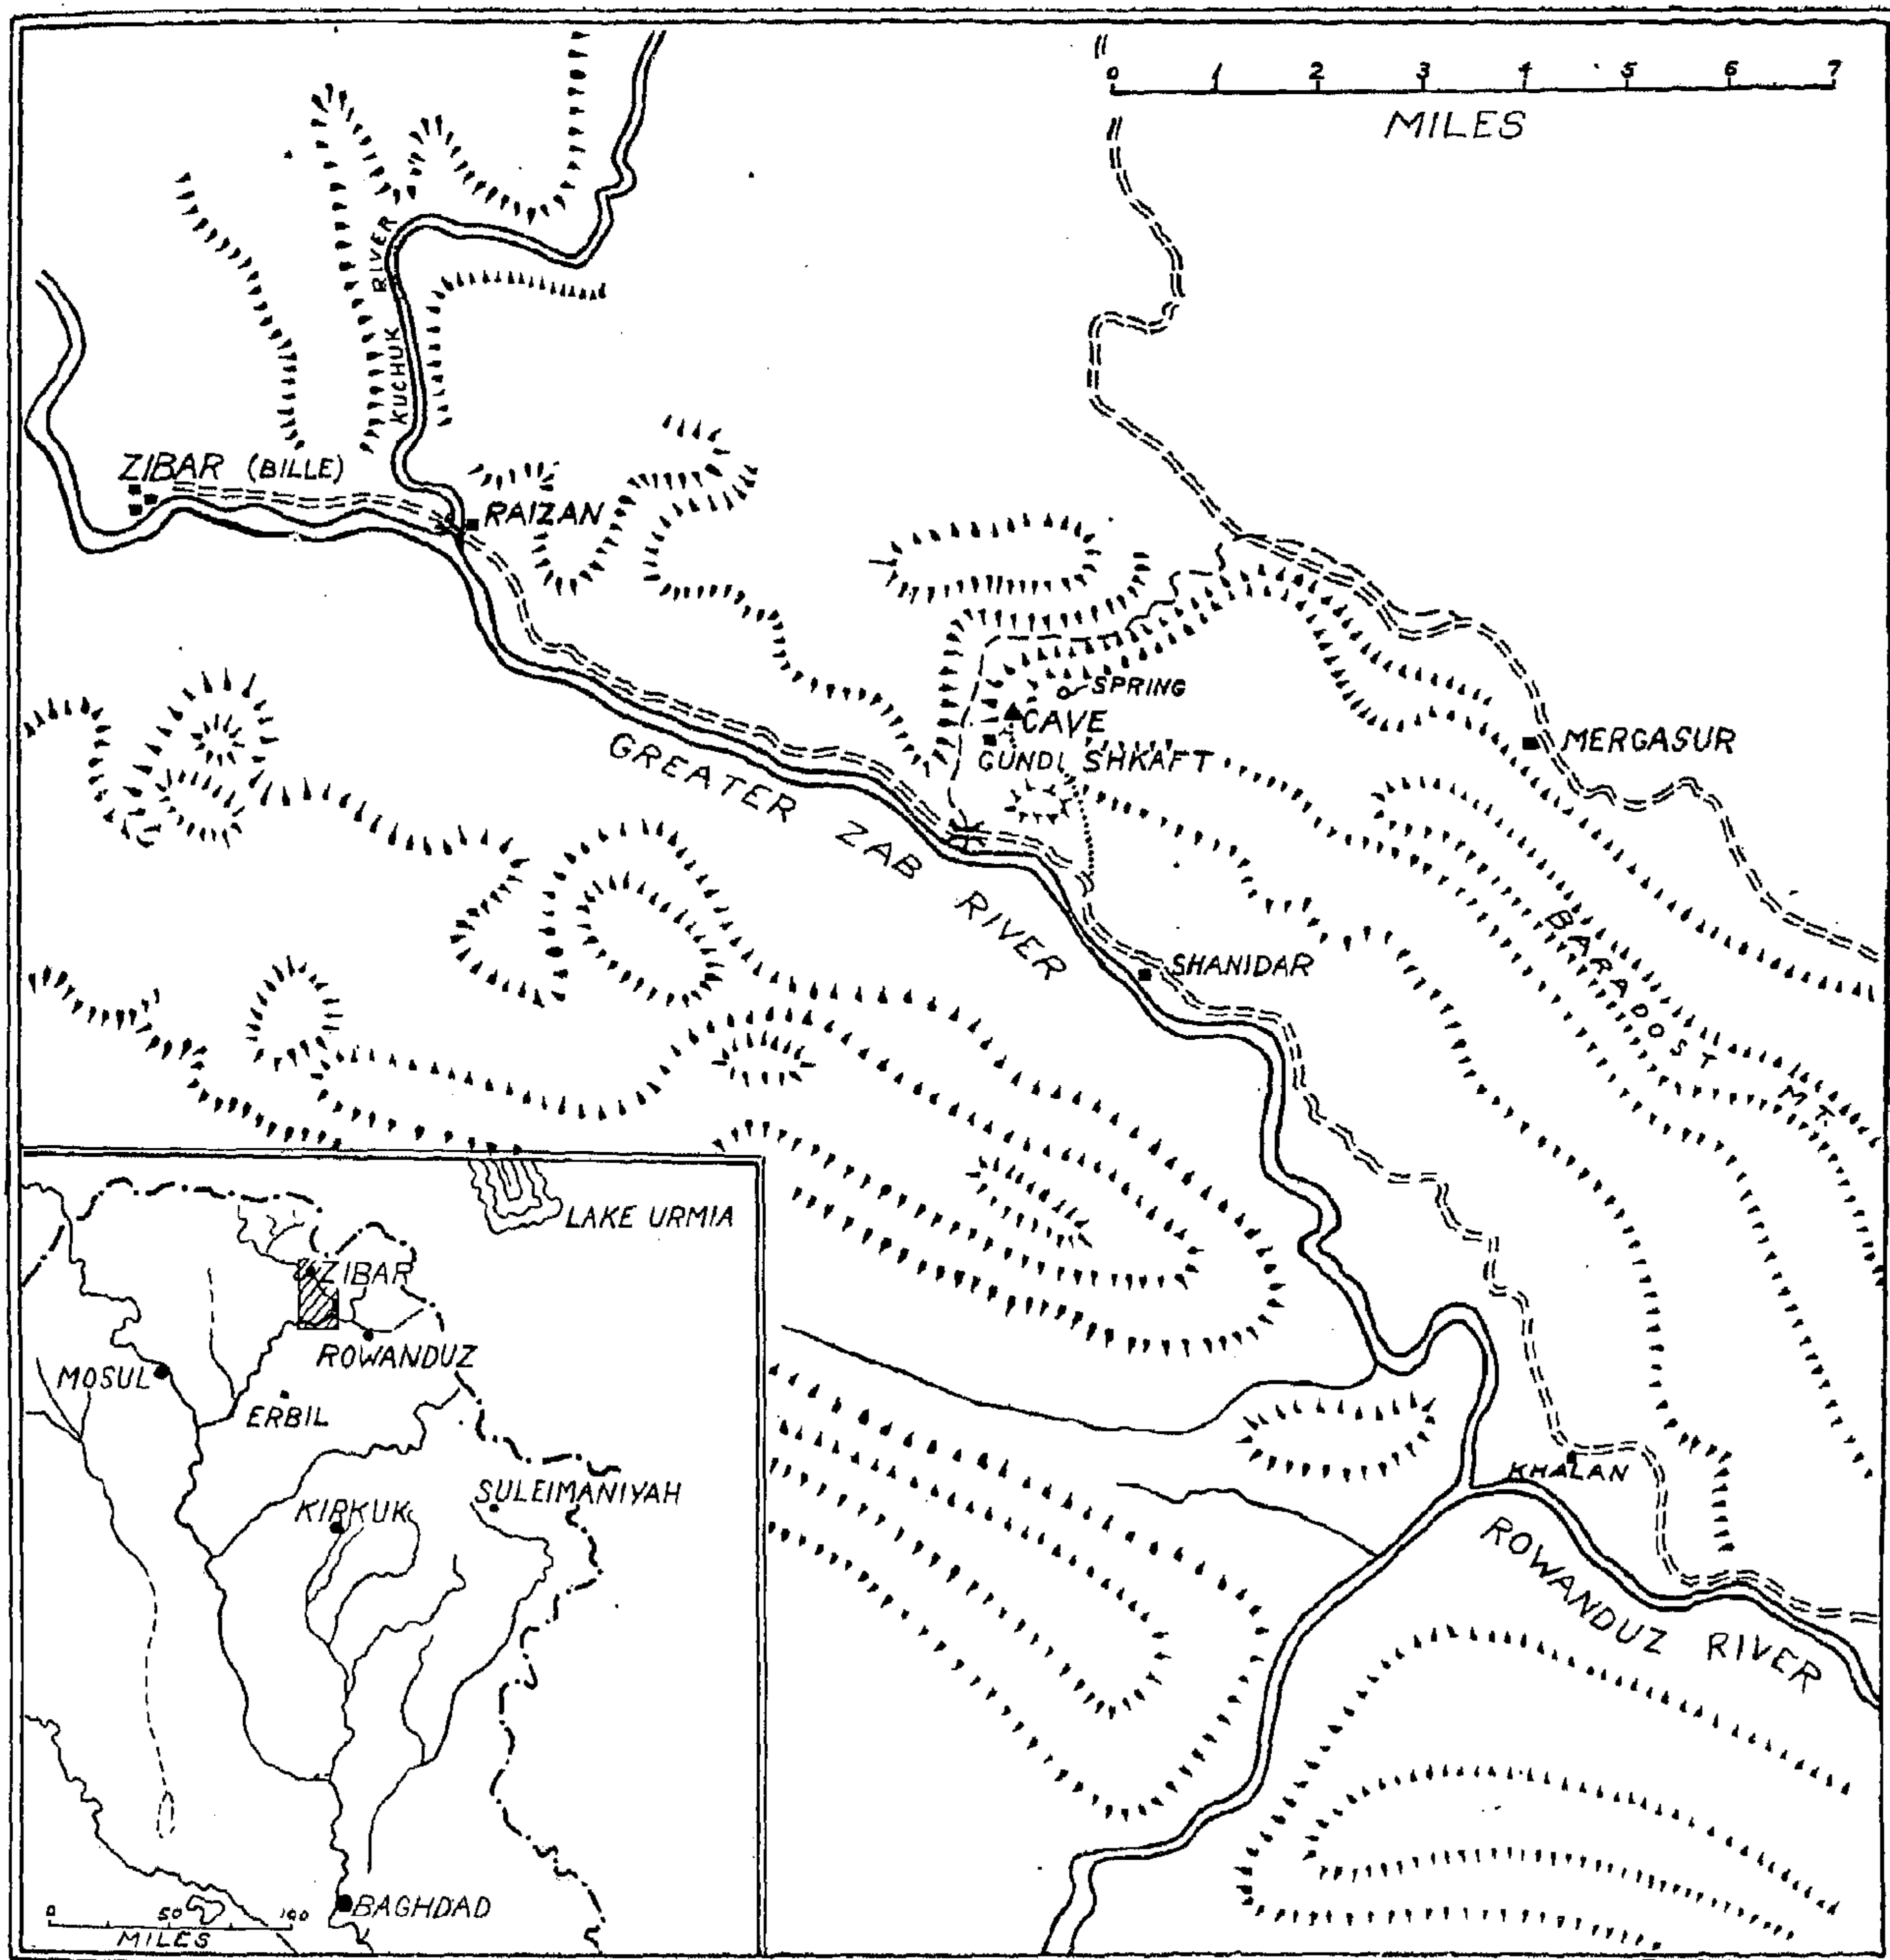 0 1 2 3 4 5 6 7
MILES
KUCHUK RIVER
ZIBAR (BILLE)
RAIZAN
SPRING
CAVE
GUNDI SHKAFT
MERGASUR
GREATER ZAB RIVER
BARADOST MT.
SHANIDAR
KHALAN
ROWANDUZ RIVER
LAKE URMIA
ZIBAR
ROWANDUZ
MOSUL
ERBIL
SULEIMANIYAH
KIRKUK
BAGHDAD
0 50 100
MILES